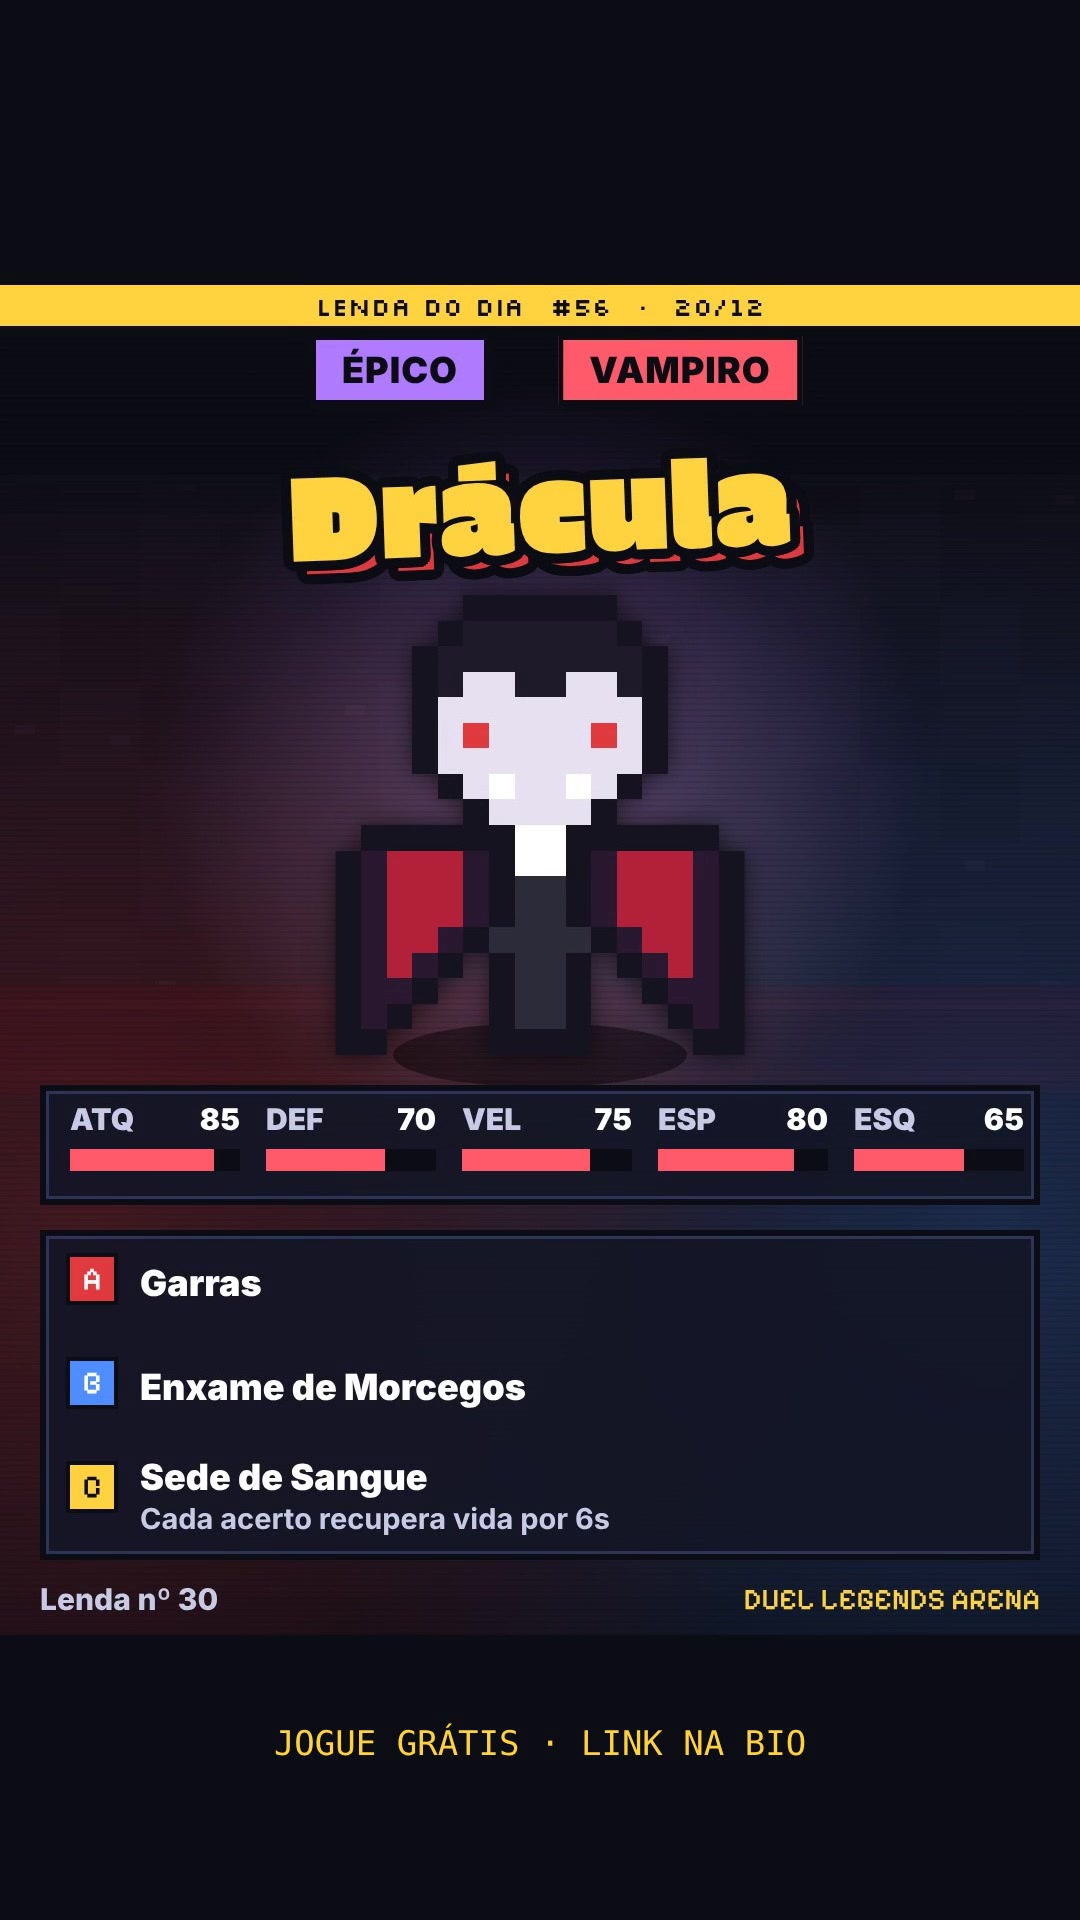 LENDA DO DIA #56 · 20/12
ÉPICO VAMPIRO
Drácula
ATQ 85 DEF 70 VEL 75 ESP 80 ESQ 65
A Garras
B Enxame de Morcegos
C Sede de Sangue
Cada acerto recupera vida por 6s
Lenda nº 30 DUEL LEGENDS ARENA
JOGUE GRÁTIS · LINK NA BIO